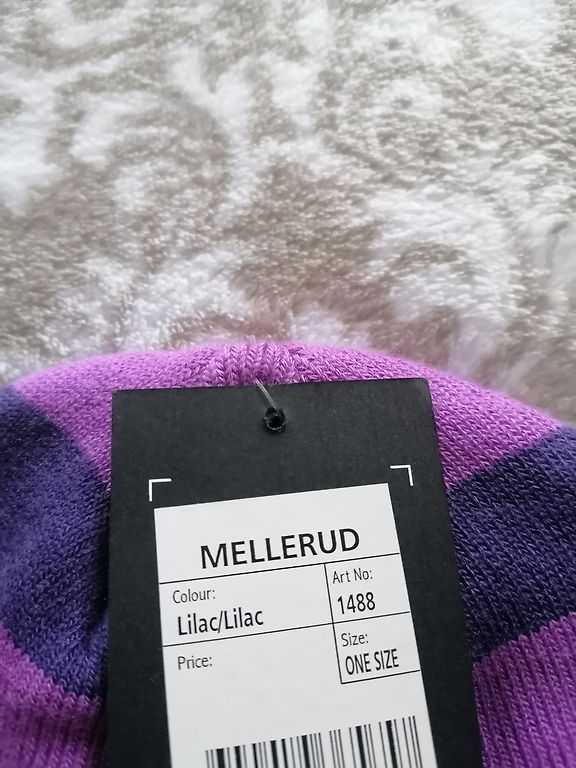 MELLERUD
Colour:
Lilac/Lilac
Art No:
1488
Price:
Size:
ONE SIZE